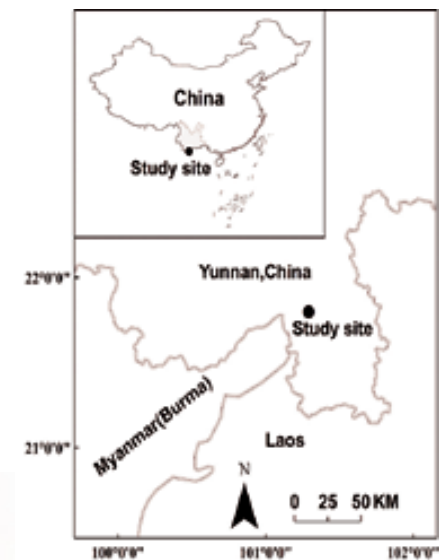 China
Study site
22°0'0"
Yunnan,China
Study site
Myanmar(Burma)
21°0'0"
Laos
N
0 25 50 KM
100°0'0" 101°0'0" 102°0'0"